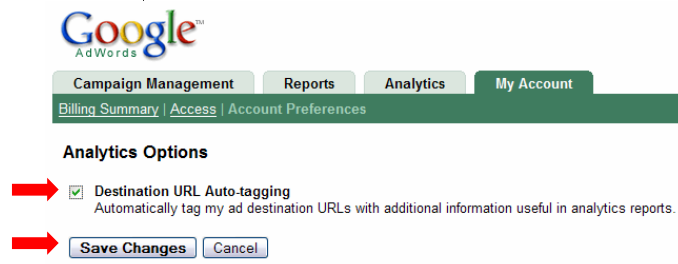 Google™
AdWords
Campaign Management Reports Analytics My Account
Billing Summary | Access | Account Preferences
Analytics Options
Destination URL Auto-tagging
Automatically tag my ad destination URLs with additional information useful in analytics reports.
Save Changes Cancel